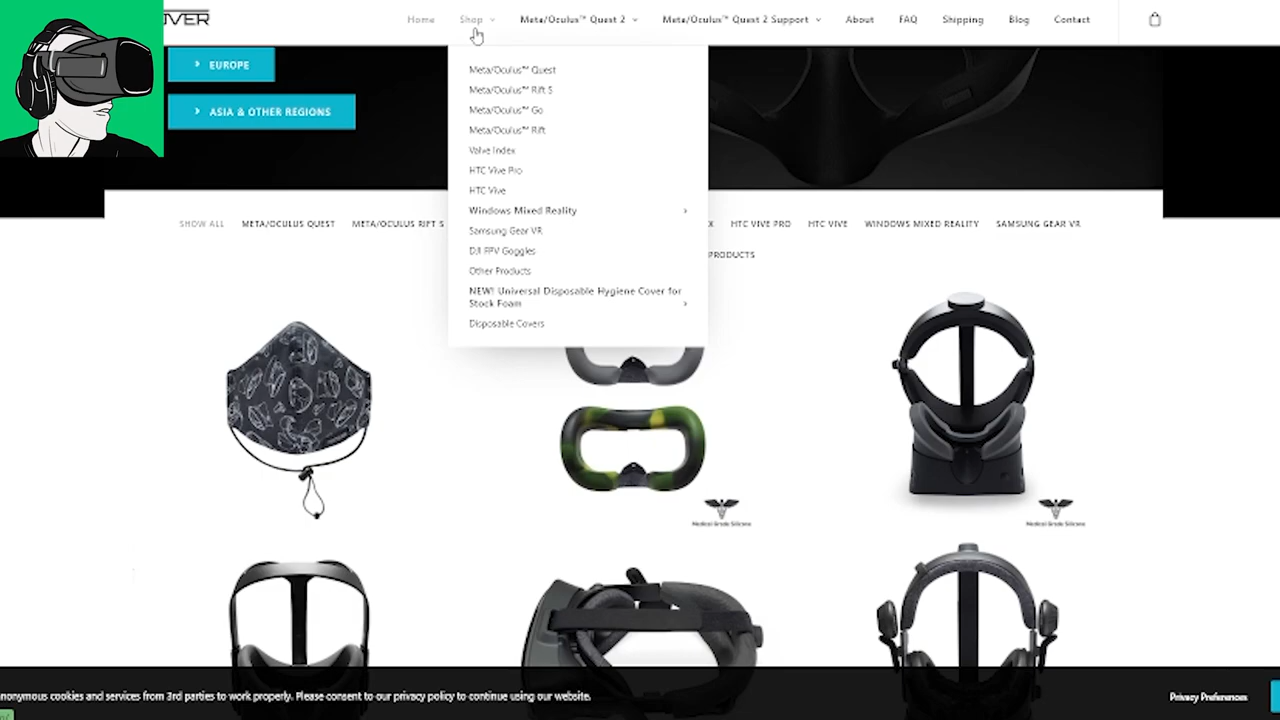 Home
Shop
Meta/Oculus™ Quest 2
Meta/Oculus™ Quest 2 Support
About
FAQ
Shipping
Blog
Contact
» EUROPE
› ASIA & OTHER REGIONS
Meta/Oculus™ Quest
Meta/Oculus™ Rift S
Meta/Oculus™ Go
Meta/Oculus™ Rift
Valve Index
HTC Vive Pro
HTC Vive
Windows Mixed Reality
Samsung Gear VR
DJI FPV Goggles
Other Products
NEW! Universal Disposable Hygiene Cover for
Stock Foam
Disposable Covers
SHOW ALL
META/OCULUS QUEST
META/OCULUS RIFT S
X
HTC VIVE PRO
HTC VIVE
WINDOWS MIXED REALITY
SAMSUNG GEAR VR
PRODUCTS
Medical Grade Silicone
Medical Grade Silicone
nonymous cookies and services from 3rd parties to work properly. Please consent to our privacy policy to continue using our website.
Privacy Preferences